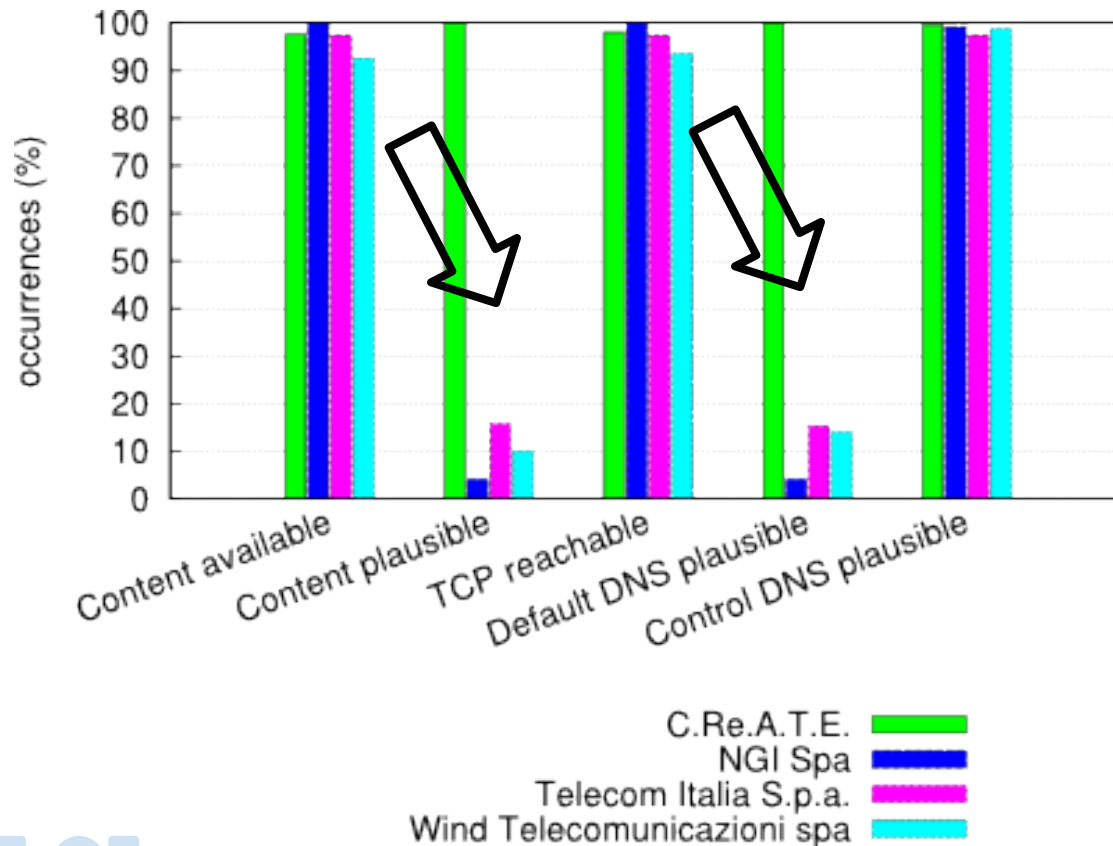 occurrences (%)
100
90
80
70
60
50
40
30
20
10
0
Content available
Content plausible
TCP reachable
Default DNS plausible
Control DNS plausible
C.Re.A.T.E.
NGI Spa
Telecom Italia S.p.a.
Wind Telecomunicazioni spa